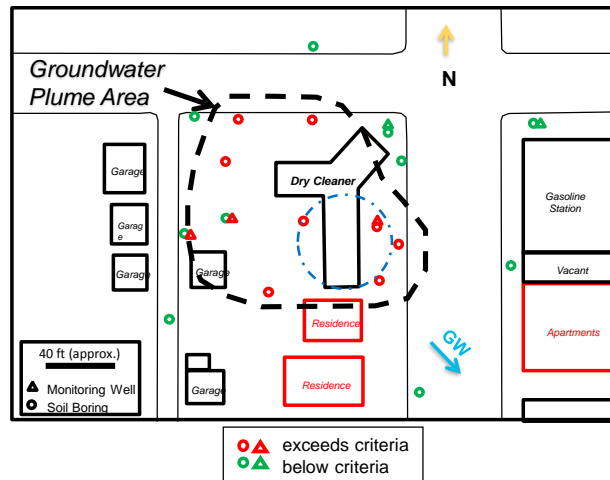 Groundwater
Plume Area
N
Garage
Dry Cleaner
Gasoline
Station
Garag
e
Garage
Garage
Vacant
Residence
GW
Apartments
40 ft (approx.)
Monitoring Well
Soil Boring
Garage
Residence
exceeds criteria
below criteria